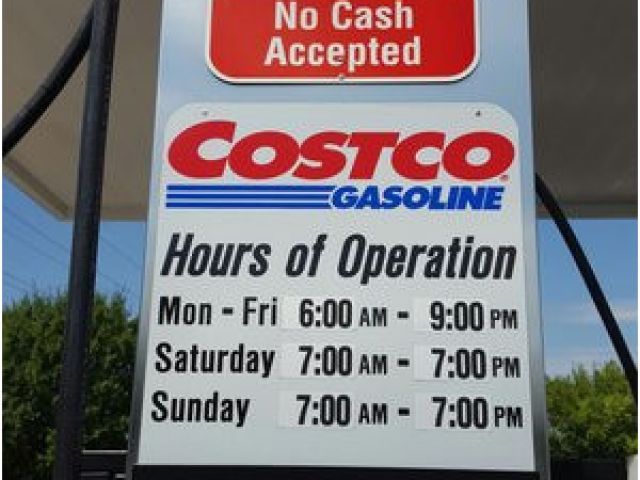 No Cash
Accepted
COSTCO
GASOLINE
Hours of Operation
Mon - Fri 6:00 AM - 9:00 PM
Saturday 7:00 AM - 7:00 PM
Sunday 7:00 AM - 7:00 PM